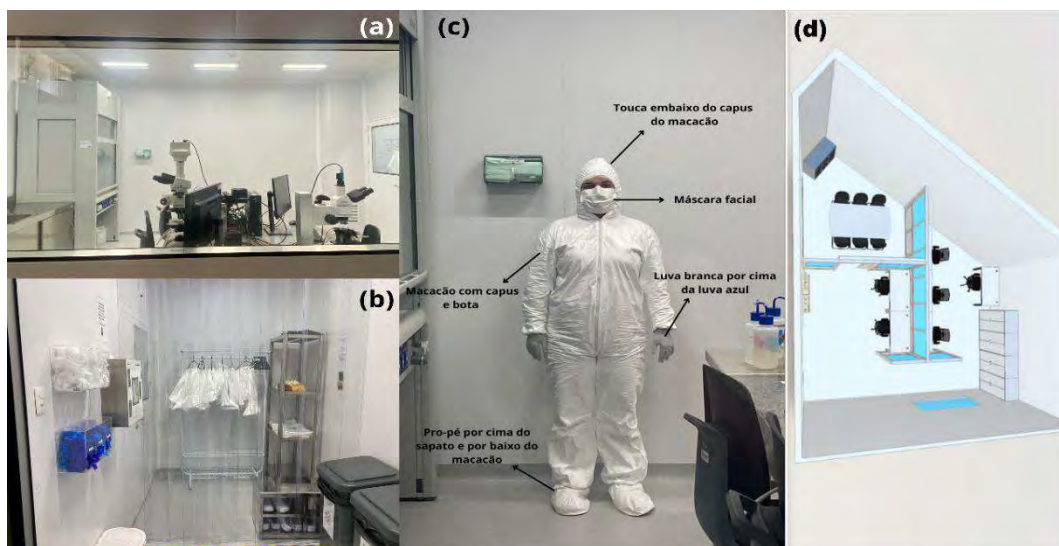 (a)
(b)
(c)
Touca embaixo do capus
do macacão
Máscara facial
Luva branca por cima
da luva azul
Macacão com capus
e bota
Pro-pé por cima do
sapato e por baixo do
macacão
(d)